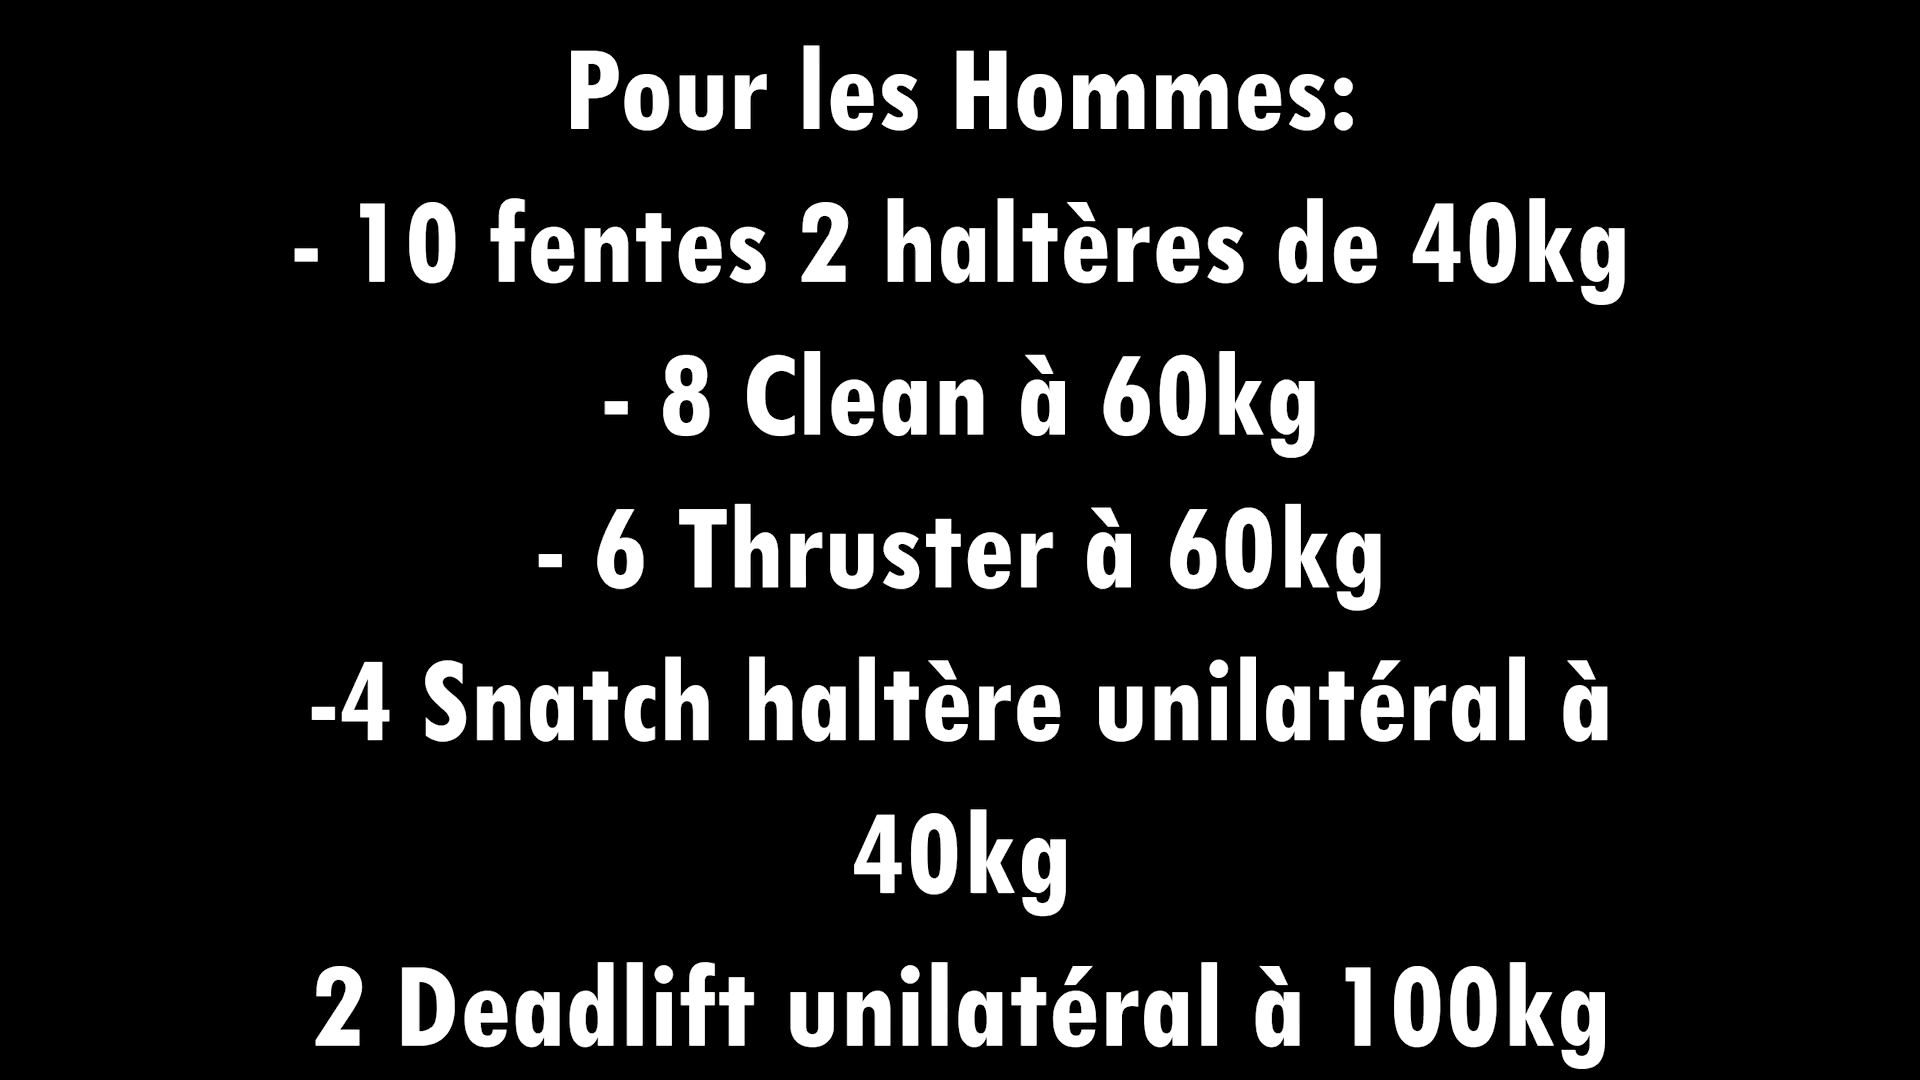 Pour les Hommes:
- 10 fentes 2 haltères de 40kg
- 8 Clean à 60kg
- 6 Thruster à 60kg
-4 Snatch haltère unilatéral à
40kg
2 Deadlift unilatéral à 100kg